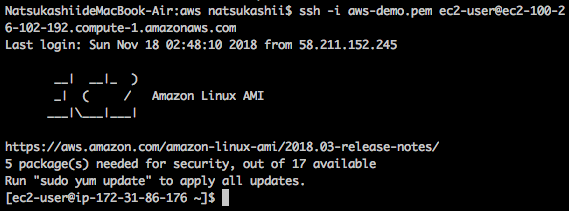 NatsukashiideMacBook-Air:aws natsukashii$ ssh -i aws-demo.pem ec2-user@ec2-100-2
6-102-192.compute-1.amazonaws.com
Last login: Sun Nov 18 02:48:10 2018 from 58.211.152.245
       __|  __|_  )
       _|  (     /   Amazon Linux AMI
      ___|\___|___|
https://aws.amazon.com/amazon-linux-ami/2018.03-release-notes/
5 package(s) needed for security, out of 17 available
Run "sudo yum update" to apply all updates.
[ec2-user@ip-172-31-86-176 ~]$